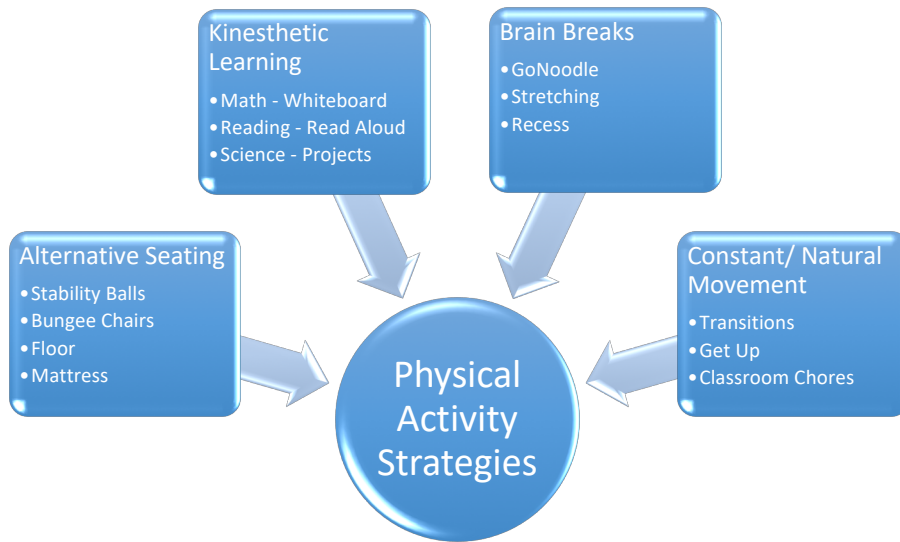 Kinesthetic
Learning
•Math - Whiteboard
•Reading - Read Aloud
•Science - Projects
Brain Breaks
•GoNoodle
•Stretching
•Recess
Alternative Seating
•Stability Balls
•Bungee Chairs
•Floor
•Mattress
Constant/ Natural
Movement
•Transitions
•Get Up
•Classroom Chores
Physical
Activity
Strategies